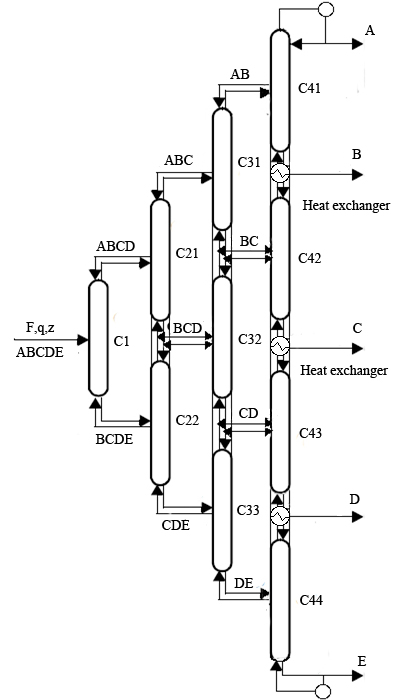 A
AB
C41
ABC
C31
B
Heat exchanger
ABCD
C21
BC
C42
F,q,z
ABCDE
C1
BCD
C32
C
Heat exchanger
BCDE
C22
CD
C43
CDE
C33
D
DE
C44
E